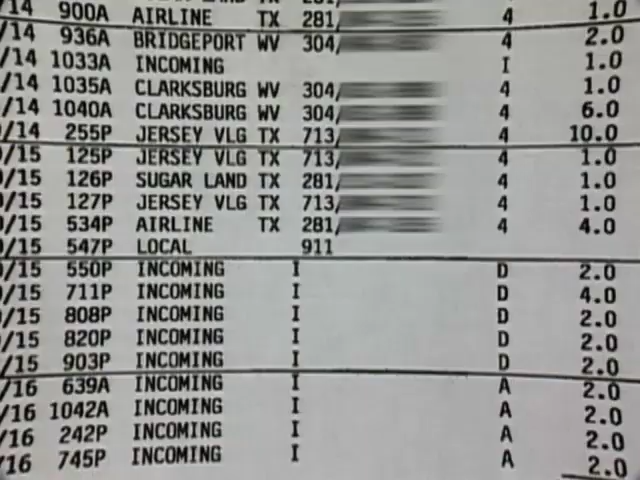 /14 900A AIRLINE TX 281/ 4 1.0
/14 936A BRIDGEPORT WV 304/ 4 2.0
/14 1033A INCOMING I 1.0
/14 1035A CLARKSBURG WV 304/ 4 1.0
/14 1040A CLARKSBURG WV 304/ 4 6.0
/14 255P JERSEY VLG TX 713/ 4 10.0
/15 125P JERSEY VLG TX 713/ 4 1.0
/15 126P SUGAR LAND TX 281/ 4 1.0
/15 127P JERSEY VLG TX 713/ 4 1.0
/15 534P AIRLINE TX 281/ 4 4.0
/15 547P LOCAL 911
/15 550P INCOMING I D 2.0
/15 711P INCOMING I D 4.0
/15 808P INCOMING I D 2.0
/15 820P INCOMING I D 2.0
/15 903P INCOMING I D 2.0
/16 639A INCOMING I A 2.0
/16 1042A INCOMING I A 2.0
/16 242P INCOMING I A 2.0
/16 745P INCOMING I A 2.0